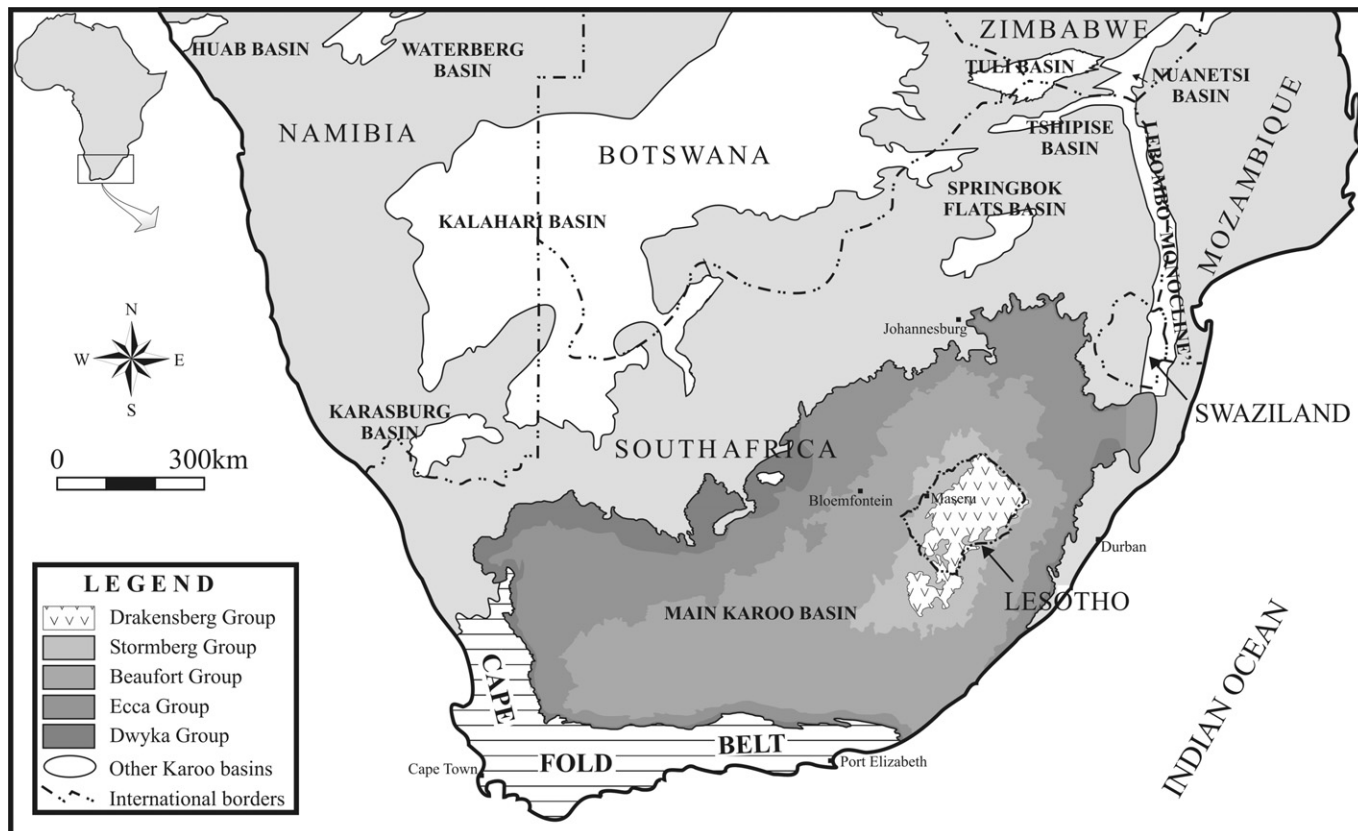 HUAB BASIN
WATERBERG
BASIN
ZIMBABWE
TULI BASIN
NUANETSI
BASIN
NAMIBIA
BOTSWANA
TSHIPISE
BASIN
LEBOMBO ‘MONOCLINE’
MOZAMBIQUE
SPRINGBOK
FLATS BASIN
KALAHARI BASIN
N
W
E
S
Johannesburg
KARASBURG
BASIN
SWAZILAND
0
300km
SOUTHAFRICA
Bloemfontein
Maseru
Durban
LESOTHO
MAIN KAROO BASIN
INDIAN OCEAN
CAPE
FOLD
BELT
Cape Town
Port Elizabeth
LEGEND
Drakensberg Group
Stormberg Group
Beaufort Group
Ecca Group
Dwyka Group
Other Karoo basins
International borders